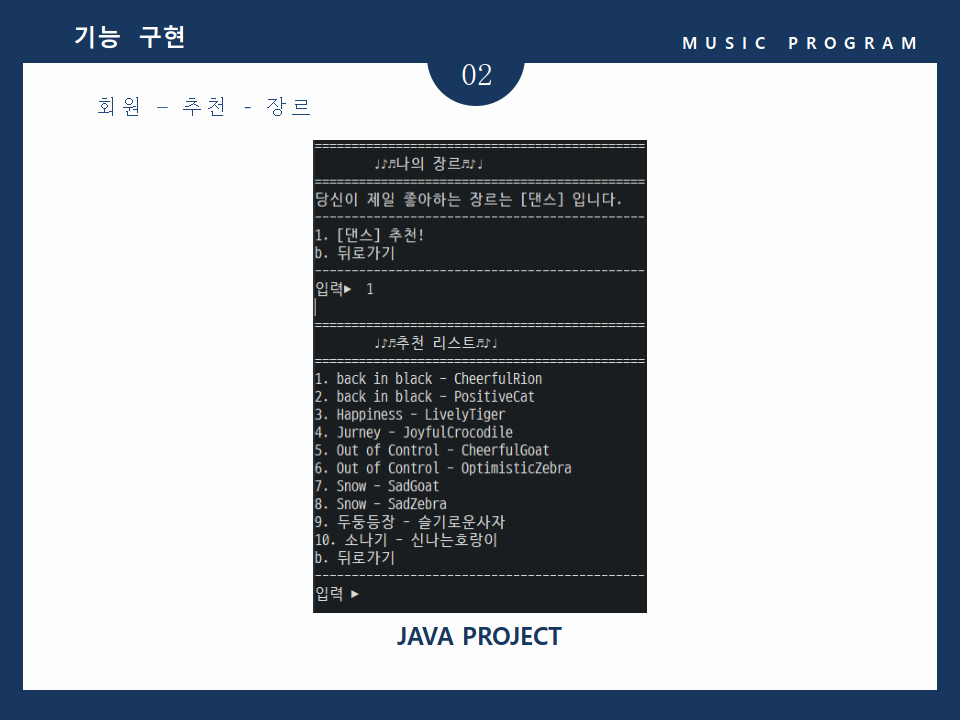 기능 구현
MUSIC PROGRAM
02
회원 – 추천 - 장르
=============================================
♩♪♬나의 장르♬♪♩
=============================================
당신이 제일 좋아하는 장르는 [댄스] 입니다.
---------------------------------------------
1. [댄스] 추천!
b. 뒤로가기
---------------------------------------------
입력▶ 1
=============================================
♩♪♬추천 리스트♬♪♩
=============================================
1. back in black - CheerfulRion
2. back in black - PositiveCat
3. Happiness - LivelyTiger
4. Jurney - JoyfulCrocodile
5. Out of Control - CheerfulGoat
6. Out of Control - OptimisticZebra
7. Snow - SadGoat
8. Snow - SadZebra
9. 두둥등장 - 슬기로운사자
10. 소나기 - 신나는호랑이
b. 뒤로가기
---------------------------------------------
입력 ▶
JAVA PROJECT